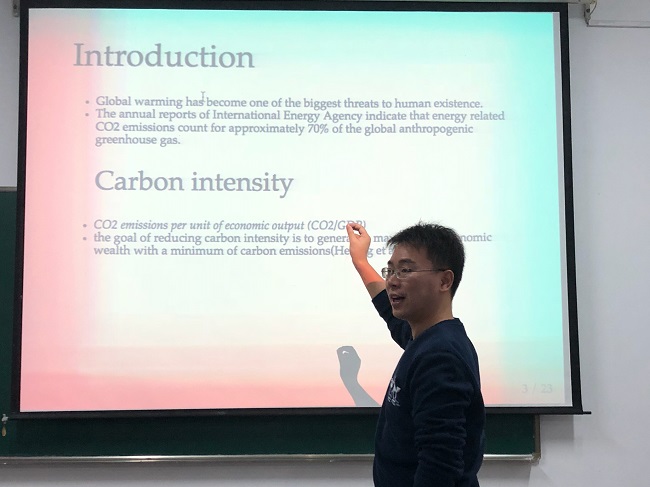 Introduction
• Global warming has become one of the biggest threats to human existence.
• The annual reports of International Energy Agency indicate that energy related
CO2 emissions count for approximately 70% of the global anthropogenic
greenhouse gas.
Carbon intensity
• CO2 emissions per unit of economic output (CO2/GDP)
• the goal of reducing carbon intensity is to
wealth with a minimum of carbon emissions
3 / 23